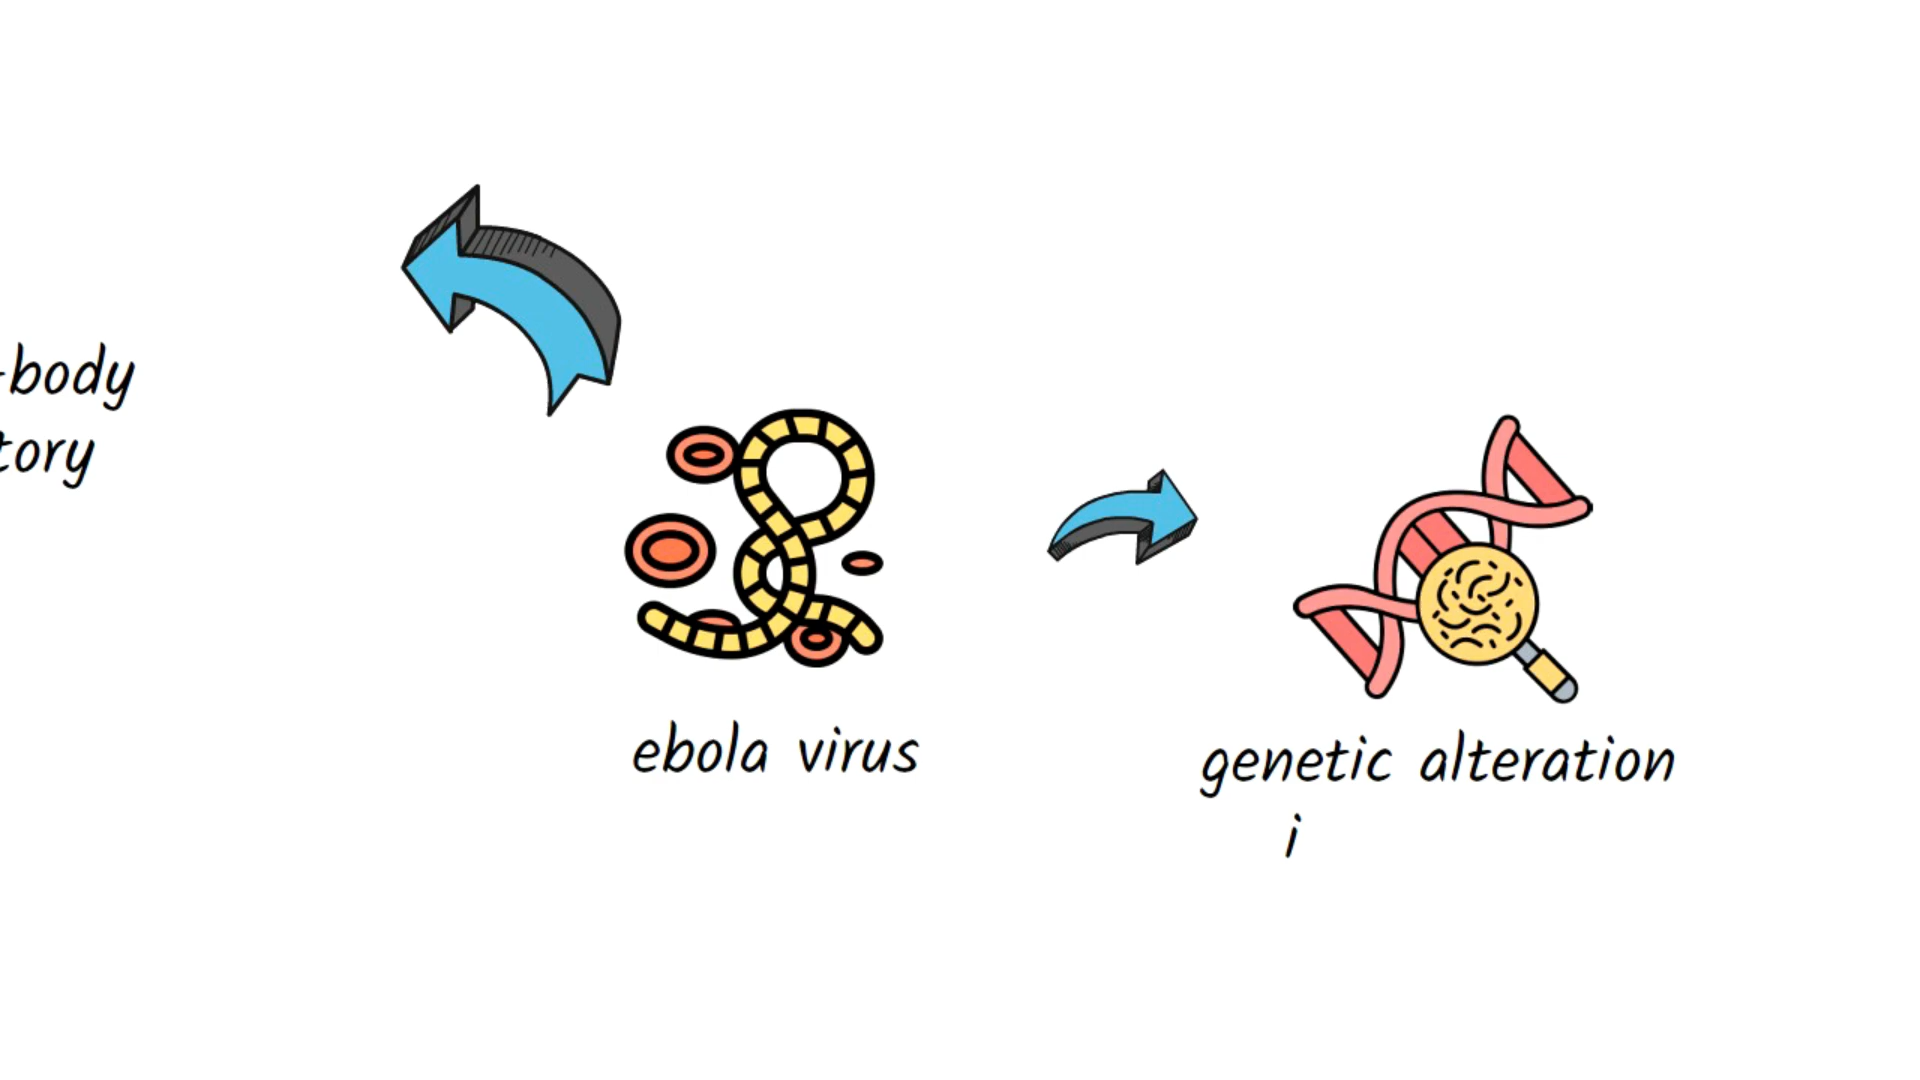 -body
tory
ebola virus
genetic alteration
i